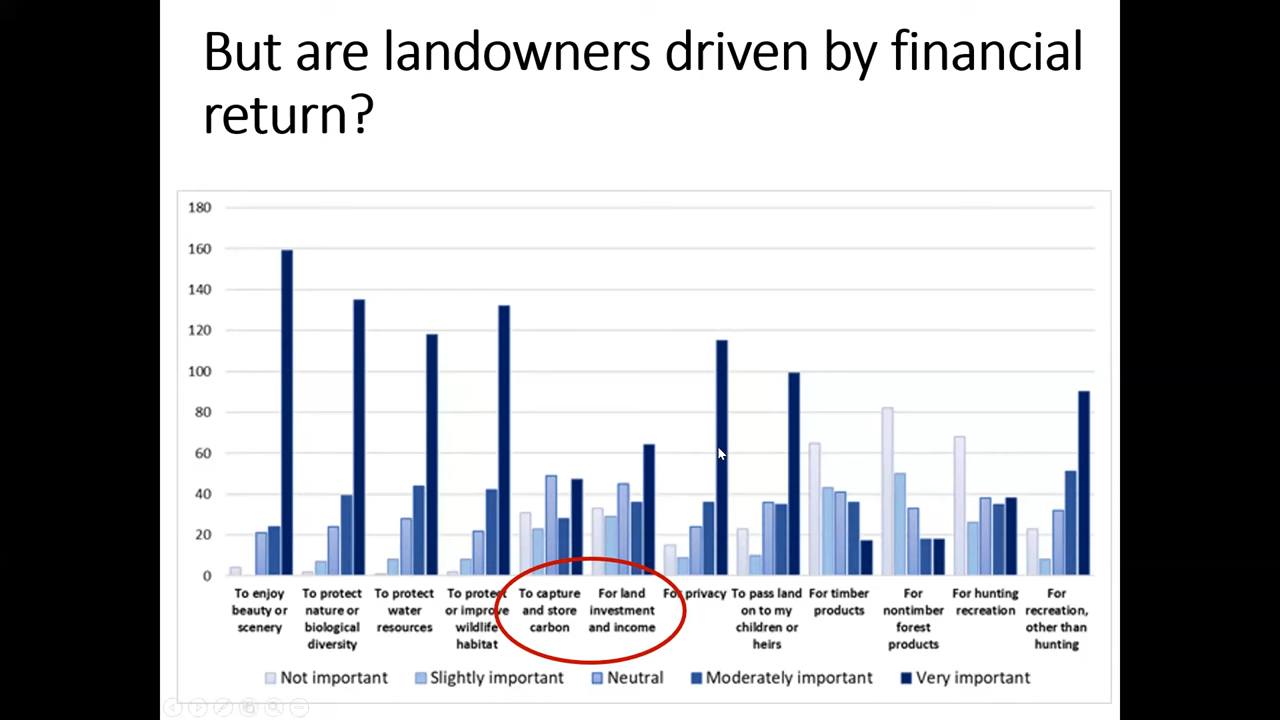 But are landowners driven by financial
return?
180
160
140
120
100
80
60
40
20
0
To enjoy
beauty or
scenery
To protect
nature or
biological
diversity
To protect
water
resources
To protect
or improve
wildlife
habitat
To capture
and store
carbon
For land
investment
and income
For privacy
To pass land
on to my
children or
heirs
For timber
products
For
nontimber
forest
products
For hunting
recreation
For
recreation,
other than
hunting
Not important
Slightly important
Neutral
Moderately important
Very important